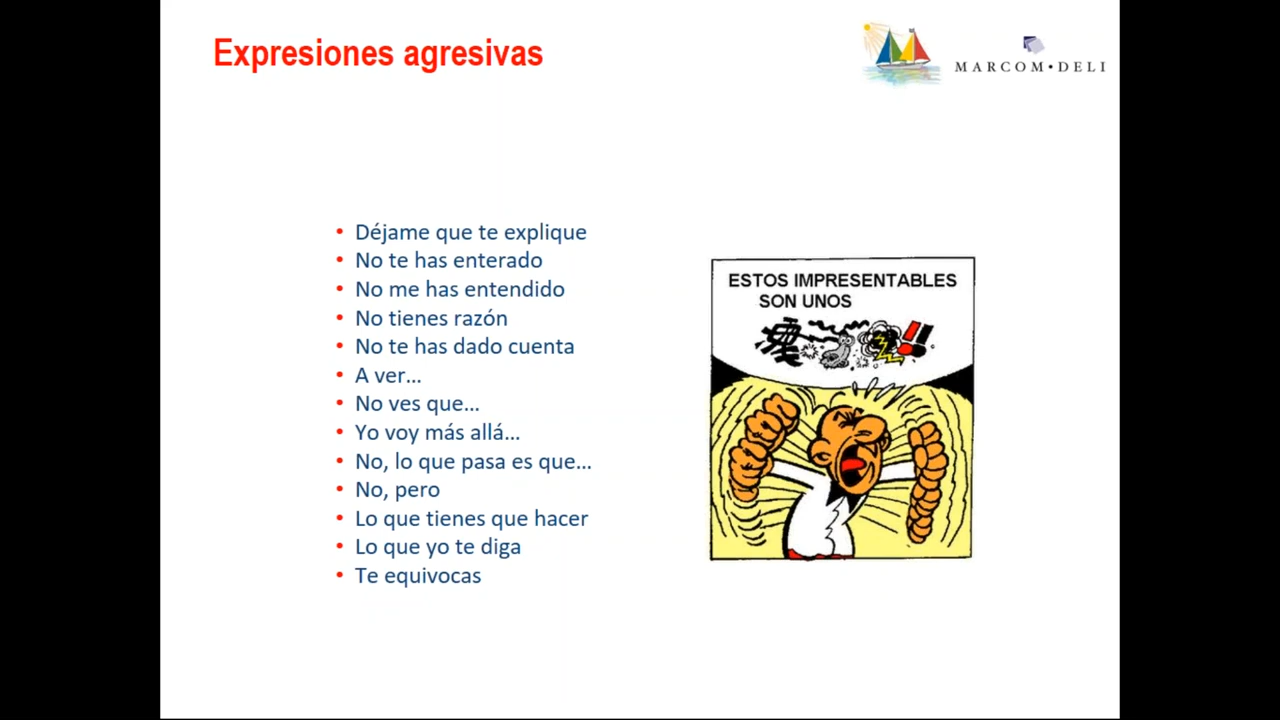 Expresiones agresivas
MARCOM•DELI
• Déjame que te explique
• No te has enterado
• No me has entendido
• No tienes razón
• No te has dado cuenta
• A ver...
• No ves que...
• Yo voy más allá...
• No, lo que pasa es que...
• No, pero
• Lo que tienes que hacer
• Lo que yo te diga
• Te equivocas
ESTOS IMPRESENTABLES
SON UNOS
!!